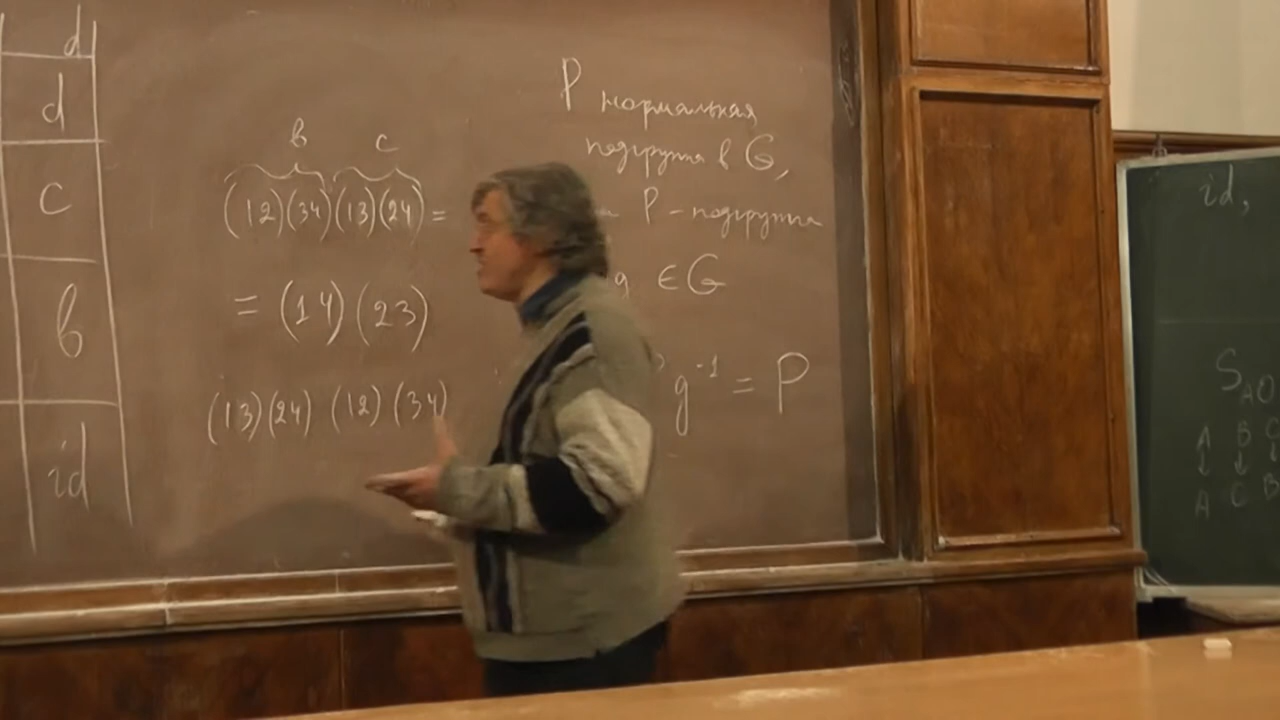 d
d
c
b
id
b c
(12)(34)(13)(24) =
= (14)(23)
(13)(24) (12)(34)
P нормальная
подгруппа в G,
P - подгруппа
∈ G
g⁻¹ = P
id,
S
A B C
↓ ↓ ↓
A C B